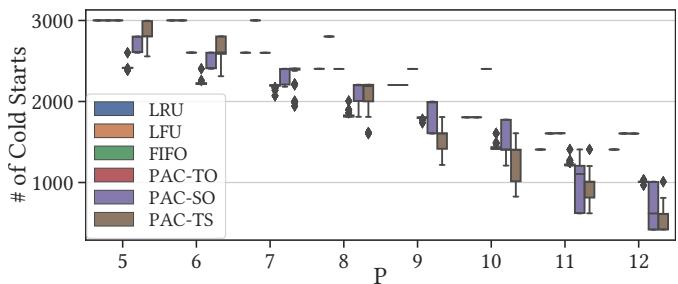 # of Cold Starts
3000
2000
1000
LRU
LFU
FIFO
PAC-TO
PAC-SO
PAC-TS
5 6 7 8 9 10 11 12
P